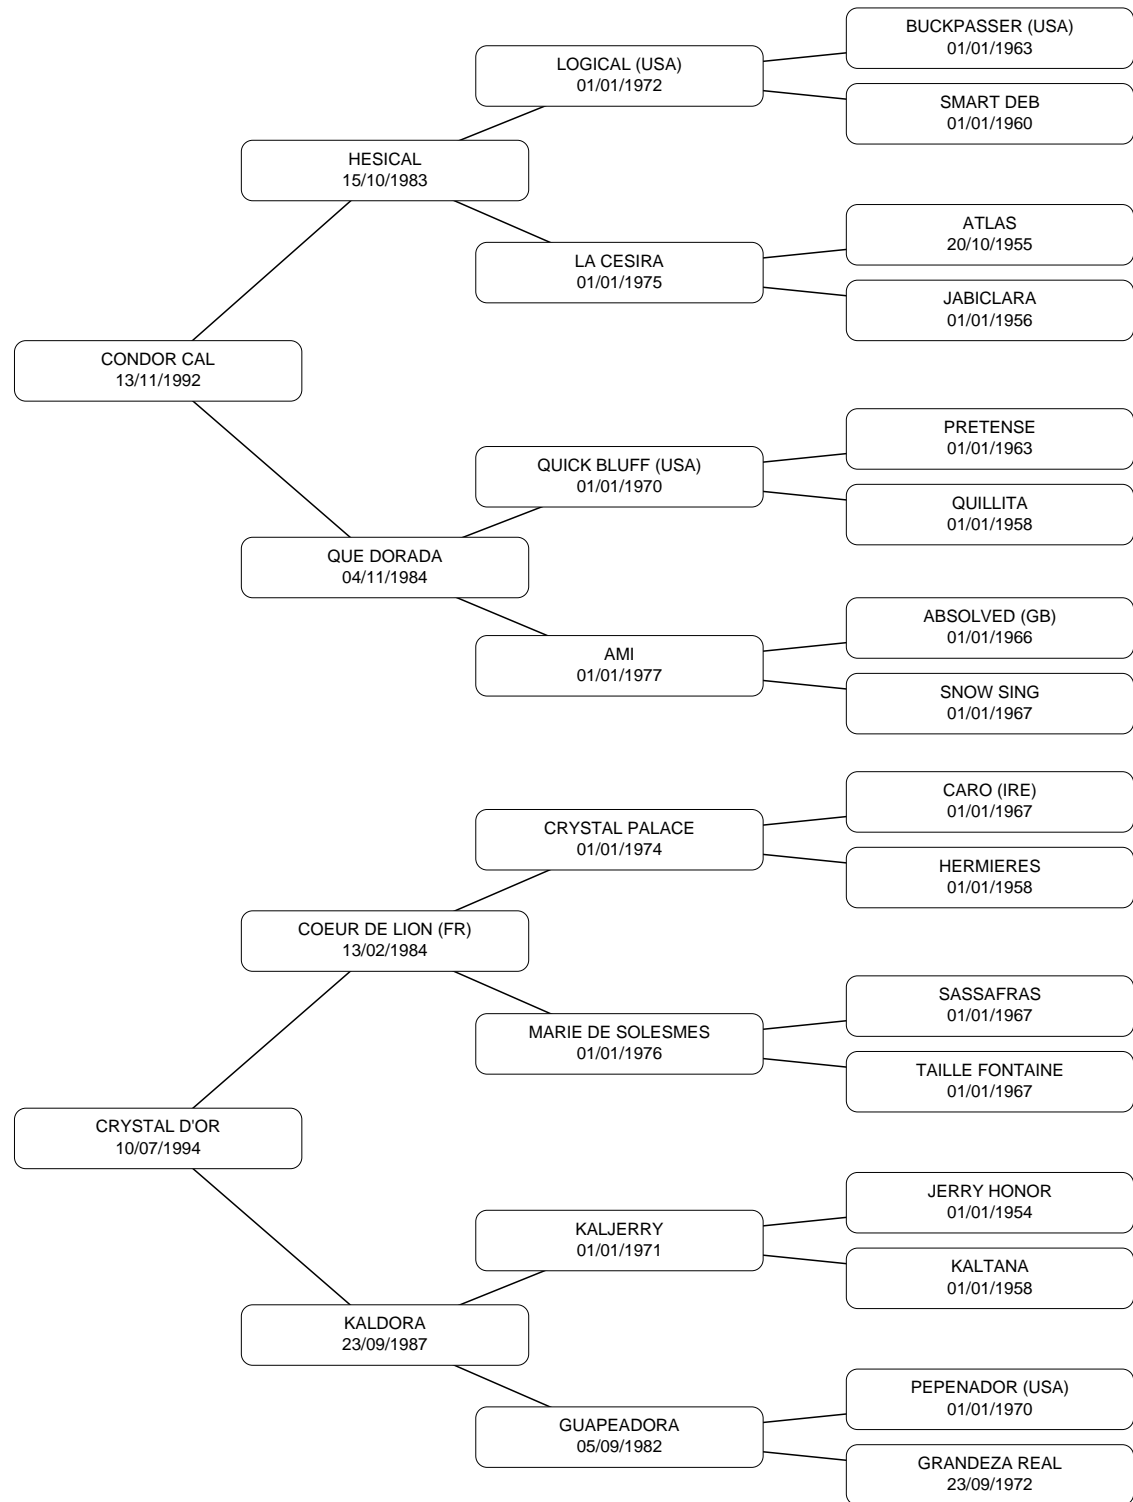 BUCKPASSER (USA)
01/01/1963
LOGICAL (USA)
01/01/1972
SMART DEB
01/01/1960
HESICAL
15/10/1983
ATLAS
20/10/1955
LA CESIRA
01/01/1975
JABICLARA
01/01/1956
CONDOR CAL
13/11/1992
PRETENSE
01/01/1963
QUICK BLUFF (USA)
01/01/1970
QUILLITA
01/01/1958
QUE DORADA
04/11/1984
ABSOLVED (GB)
01/01/1966
AMI
01/01/1977
SNOW SING
01/01/1967
CARO (IRE)
01/01/1967
CRYSTAL PALACE
01/01/1974
HERMIERES
01/01/1958
COEUR DE LION (FR)
13/02/1984
SASSAFRAS
01/01/1967
MARIE DE SOLESMES
01/01/1976
TAILLE FONTAINE
01/01/1967
CRYSTAL D'OR
10/07/1994
JERRY HONOR
01/01/1954
KALJERRY
01/01/1971
KALTANA
01/01/1958
KALDORA
23/09/1987
PEPENADOR (USA)
01/01/1970
GUAPEADORA
05/09/1982
GRANDEZA REAL
23/09/1972